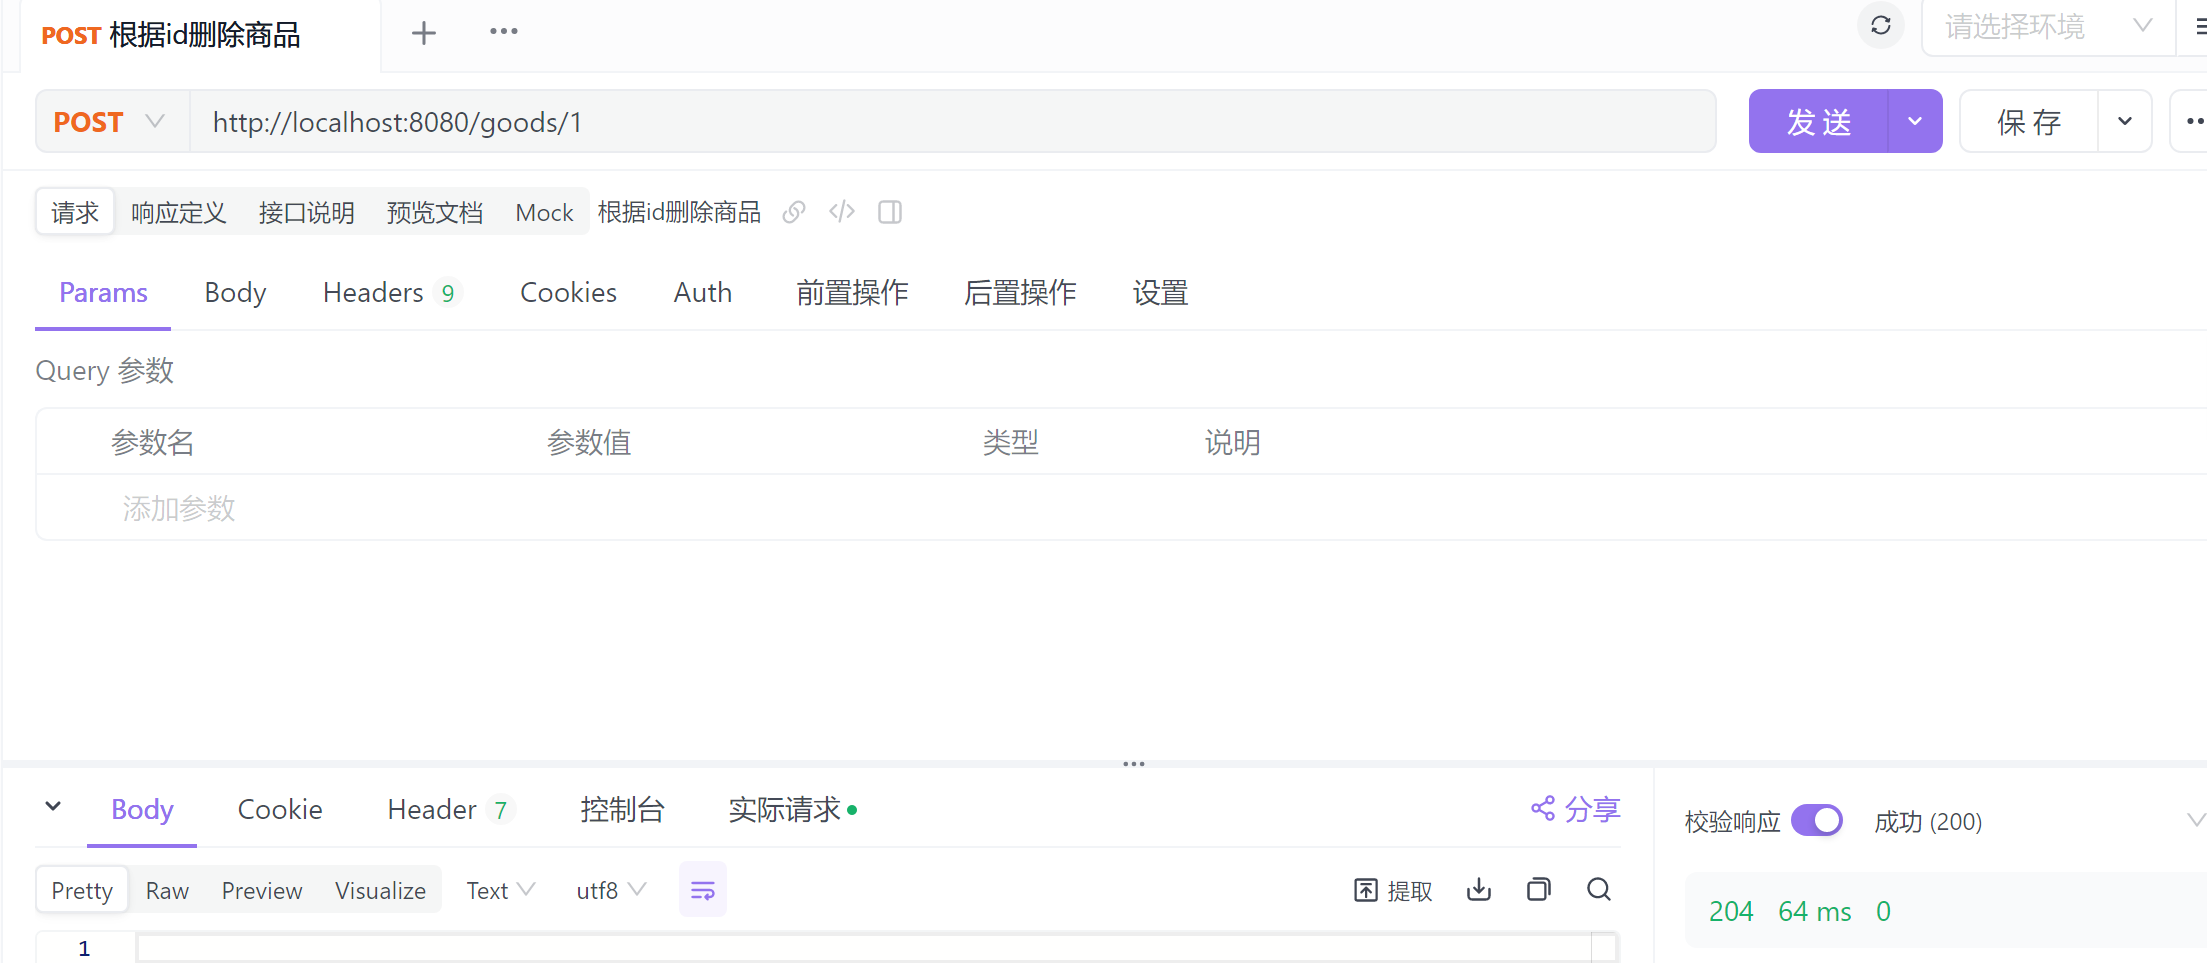 POST 根据id删除商品
请选择环境
POST http://localhost:8080/goods/1 发 送 保 存
请求 响应定义 接口说明 预览文档 Mock 根据id删除商品
Params Body Headers 9 Cookies Auth 前置操作 后置操作 设置
Query 参数
参数名 参数值 类型 说明
添加参数
Body Cookie Header 7 控制台 实际请求 分享
校验响应 成功 (200)
Pretty Raw Preview Visualize Text utf8 提取
204 64 ms 0
1